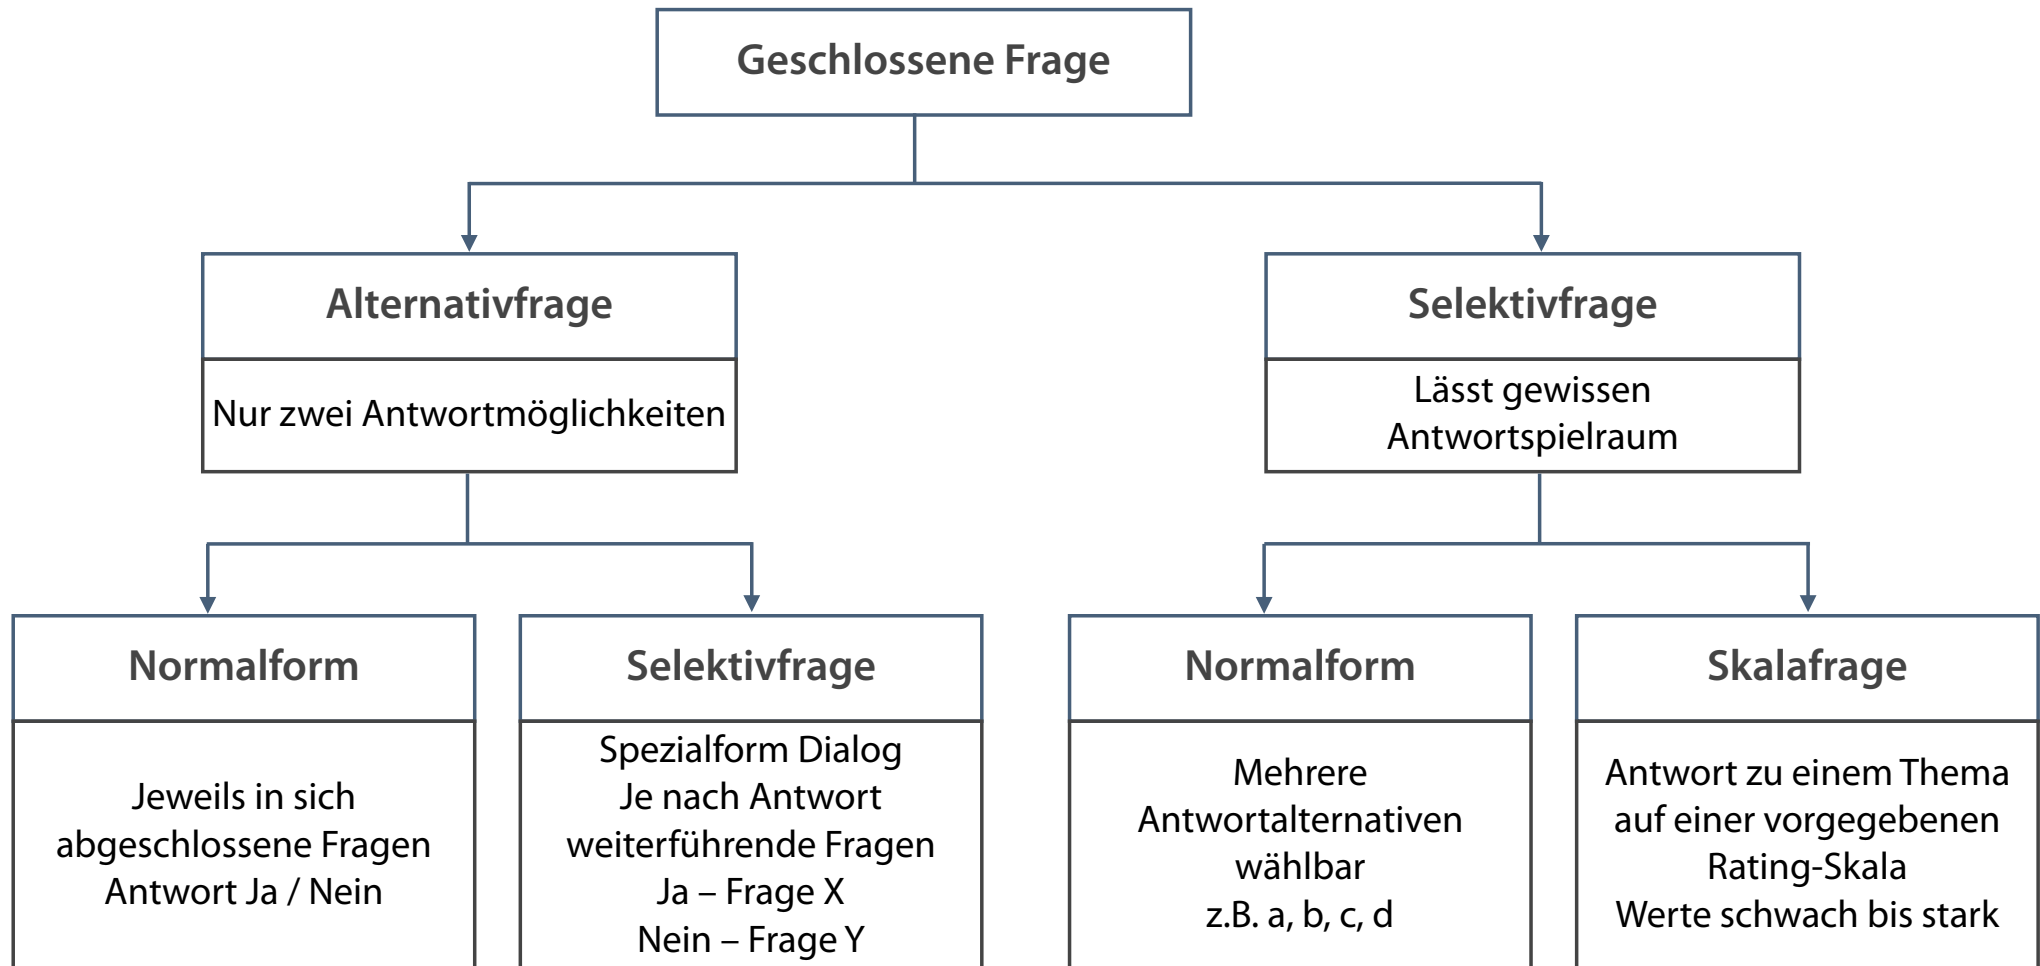 Geschlossene Frage
Alternativfrage
Nur zwei Antwortmöglichkeiten
Selektivfrage
Lässt gewissen
Antwortspielraum
Normalform
Jeweils in sich
abgeschlossene Fragen
Antwort Ja / Nein
Selektivfrage
Spezialform Dialog
Je nach Antwort
weiterführende Fragen
Ja – Frage X
Nein – Frage Y
Normalform
Mehrere
Antwortalternativen
wählbar
z.B. a, b, c, d
Skalafrage
Antwort zu einem Thema
auf einer vorgegebenen
Rating-Skala
Werte schwach bis stark